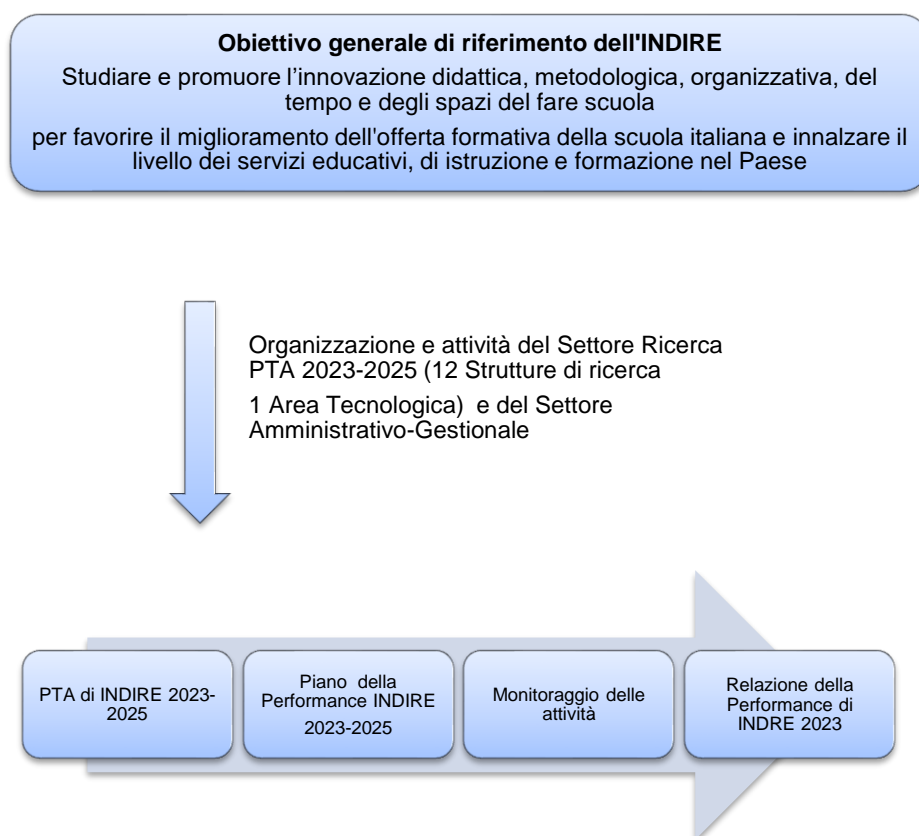 Obiettivo generale di riferimento dell'INDIRE
Studiare e promuore l’innovazione didattica, metodologica, organizzativa, del
tempo e degli spazi del fare scuola
per favorire il miglioramento dell'offerta formativa della scuola italiana e innalzare il
livello dei servizi educativi, di istruzione e formazione nel Paese
Organizzazione e attività del Settore Ricerca
PTA 2023-2025 (12 Strutture di ricerca
1 Area Tecnologica) e del Settore
Amministrativo-Gestionale
PTA di INDIRE 2023-
2025
Piano della
Performance INDIRE
2023-2025
Monitoraggio delle
attività
Relazione della
Performance di
INDRE 2023